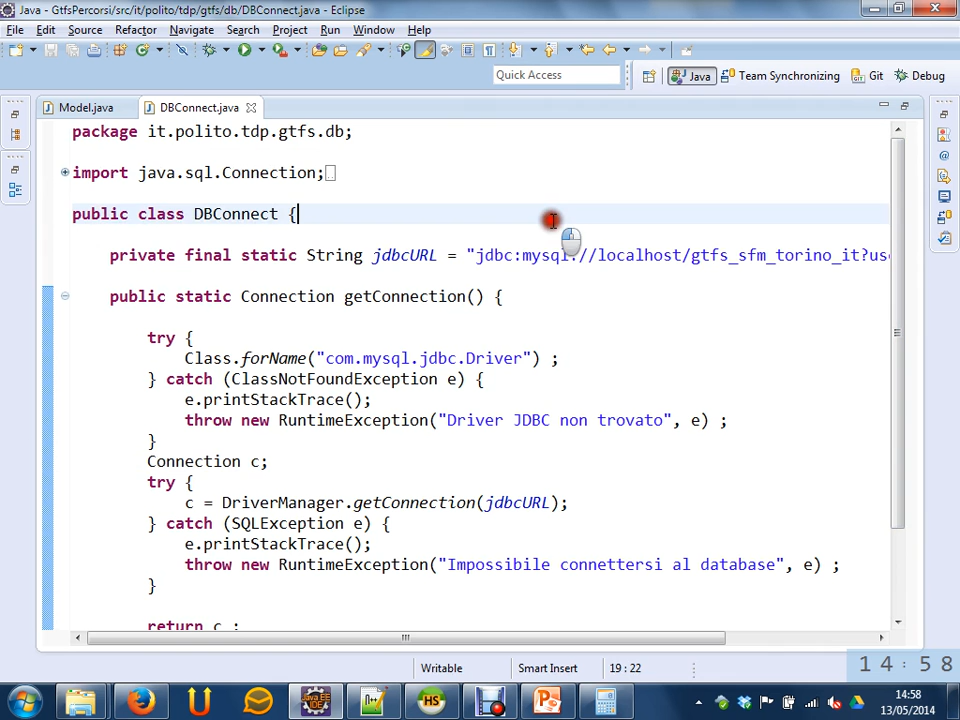 Java - GtfsPercorsi/src/it/polito/tdp/gtfs/db/DBConnect.java - Eclipse
File Edit Source Refactor Navigate Search Project Run Window Help
Quick Access
Java Team Synchronizing Git Debug
Model.java DBConnect.java
package it.polito.tdp.gtfs.db;
import java.sql.Connection;
public class DBConnect {
private final static String jdbcURL = "jdbc:mysql://localhost/gtfs_sfm_torino_it?use
public static Connection getConnection() {
try {
Class.forName("com.mysql.jdbc.Driver") ;
} catch (ClassNotFoundException e) {
e.printStackTrace();
throw new RuntimeException("Driver JDBC non trovato", e) ;
}
Connection c;
try {
c = DriverManager.getConnection(jdbcURL);
} catch (SQLException e) {
e.printStackTrace();
throw new RuntimeException("Impossibile connettersi al database", e) ;
}
return c ;
Writable Smart Insert 19 : 22
14:58
14:58
13/05/2014